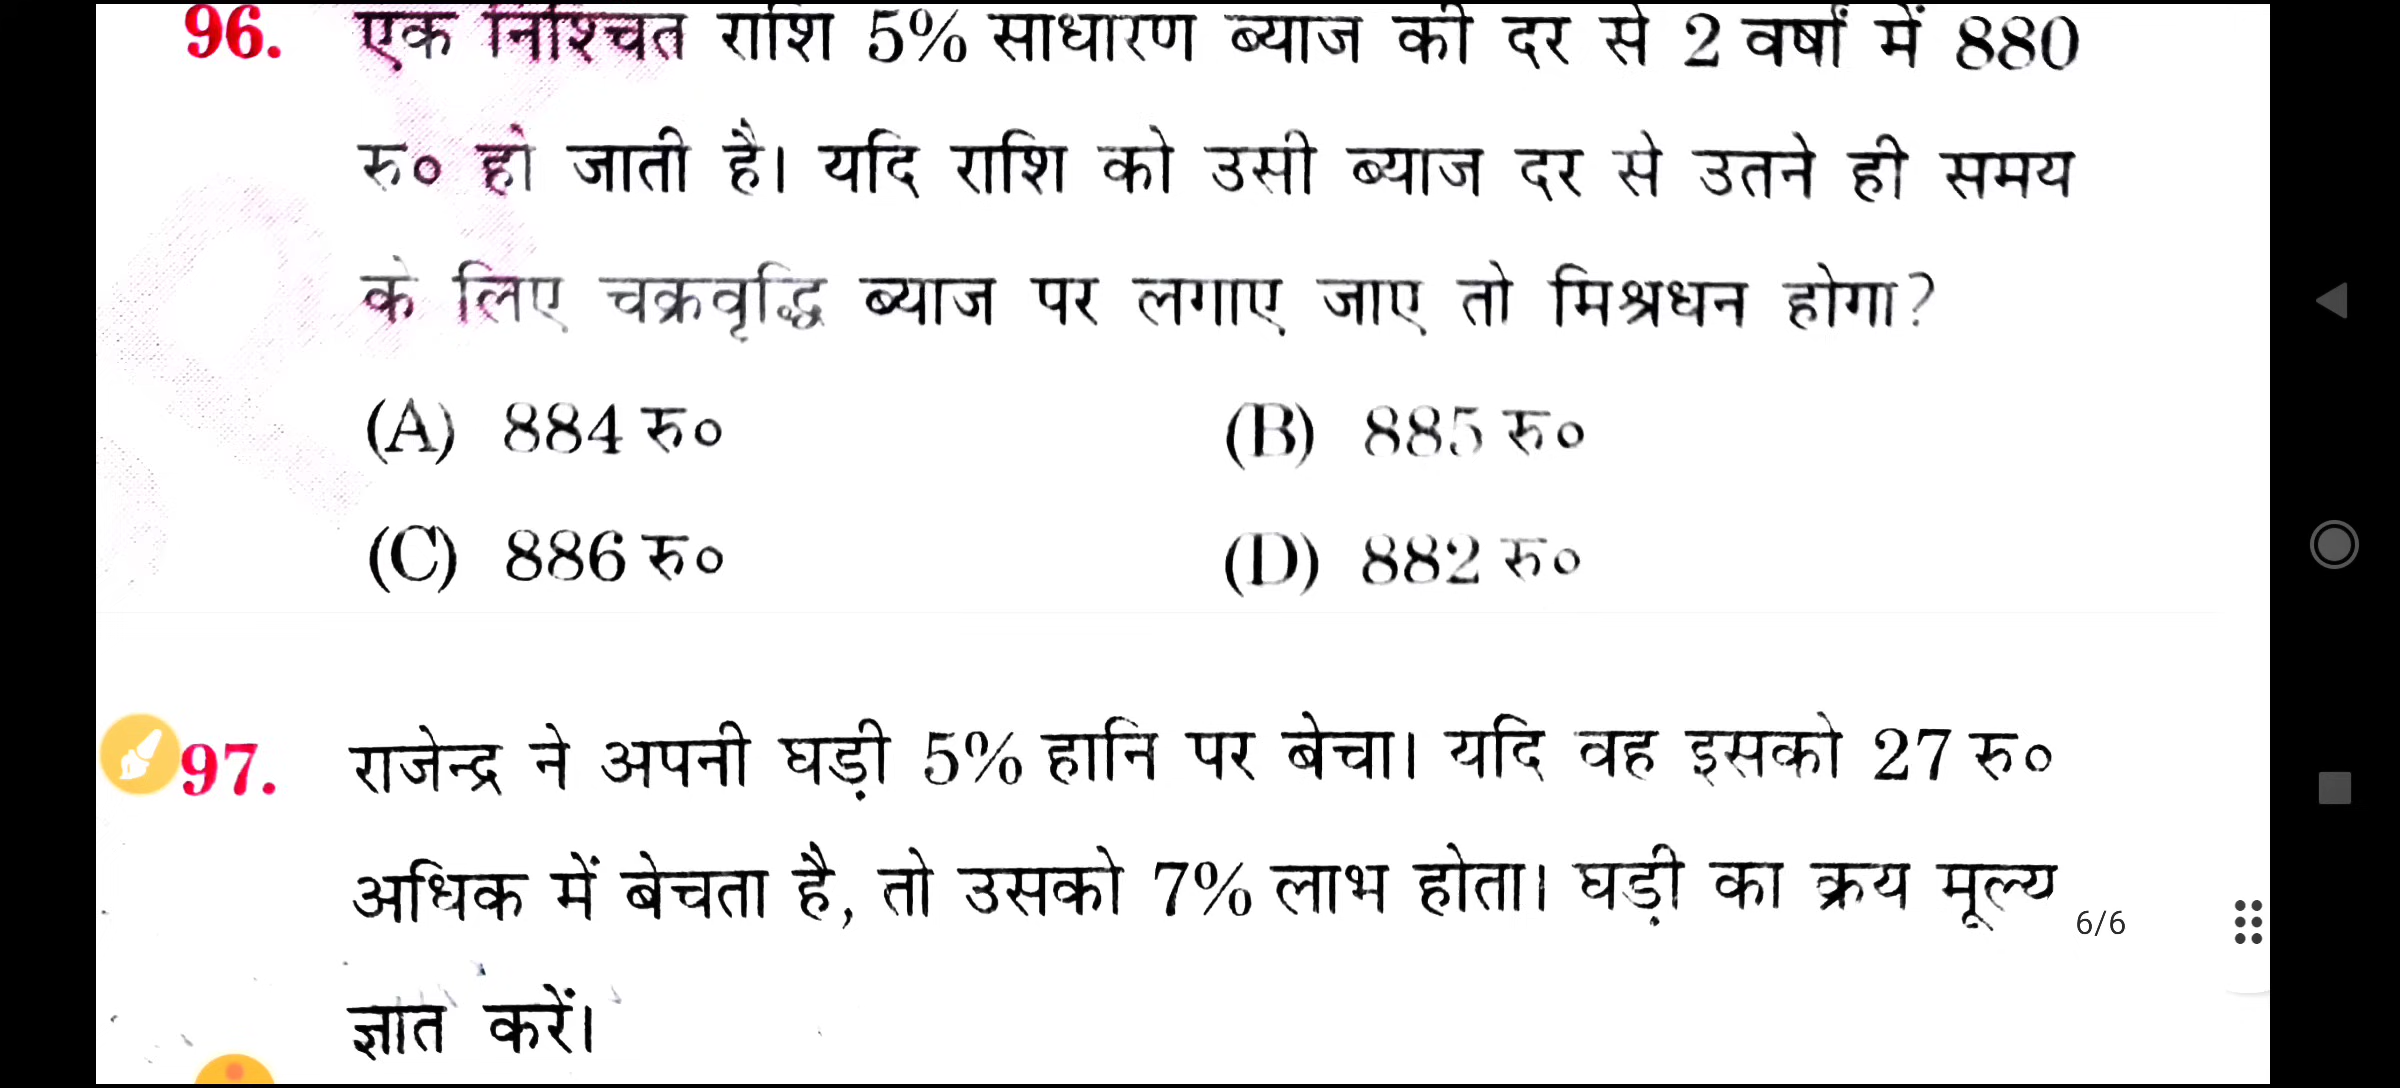 96. एक निश्चित राशि 5% साधारण ब्याज की दर से 2 वर्षों में 880
रु० हो जाती है। यदि राशि को उसी ब्याज दर से उतने ही समय
के लिए चक्रवृद्धि ब्याज पर लगाए जाए तो मिश्रधन होगा?
(A) 884 रु० (B) 885 रु०
(C) 886 रु० (D) 882 रु०
97. राजेन्द्र ने अपनी घड़ी 5% हानि पर बेचा। यदि वह इसको 27 रु०
अधिक में बेचता है, तो उसको 7% लाभ होता। घड़ी का क्रय मूल्य
6/6
ज्ञात करें।